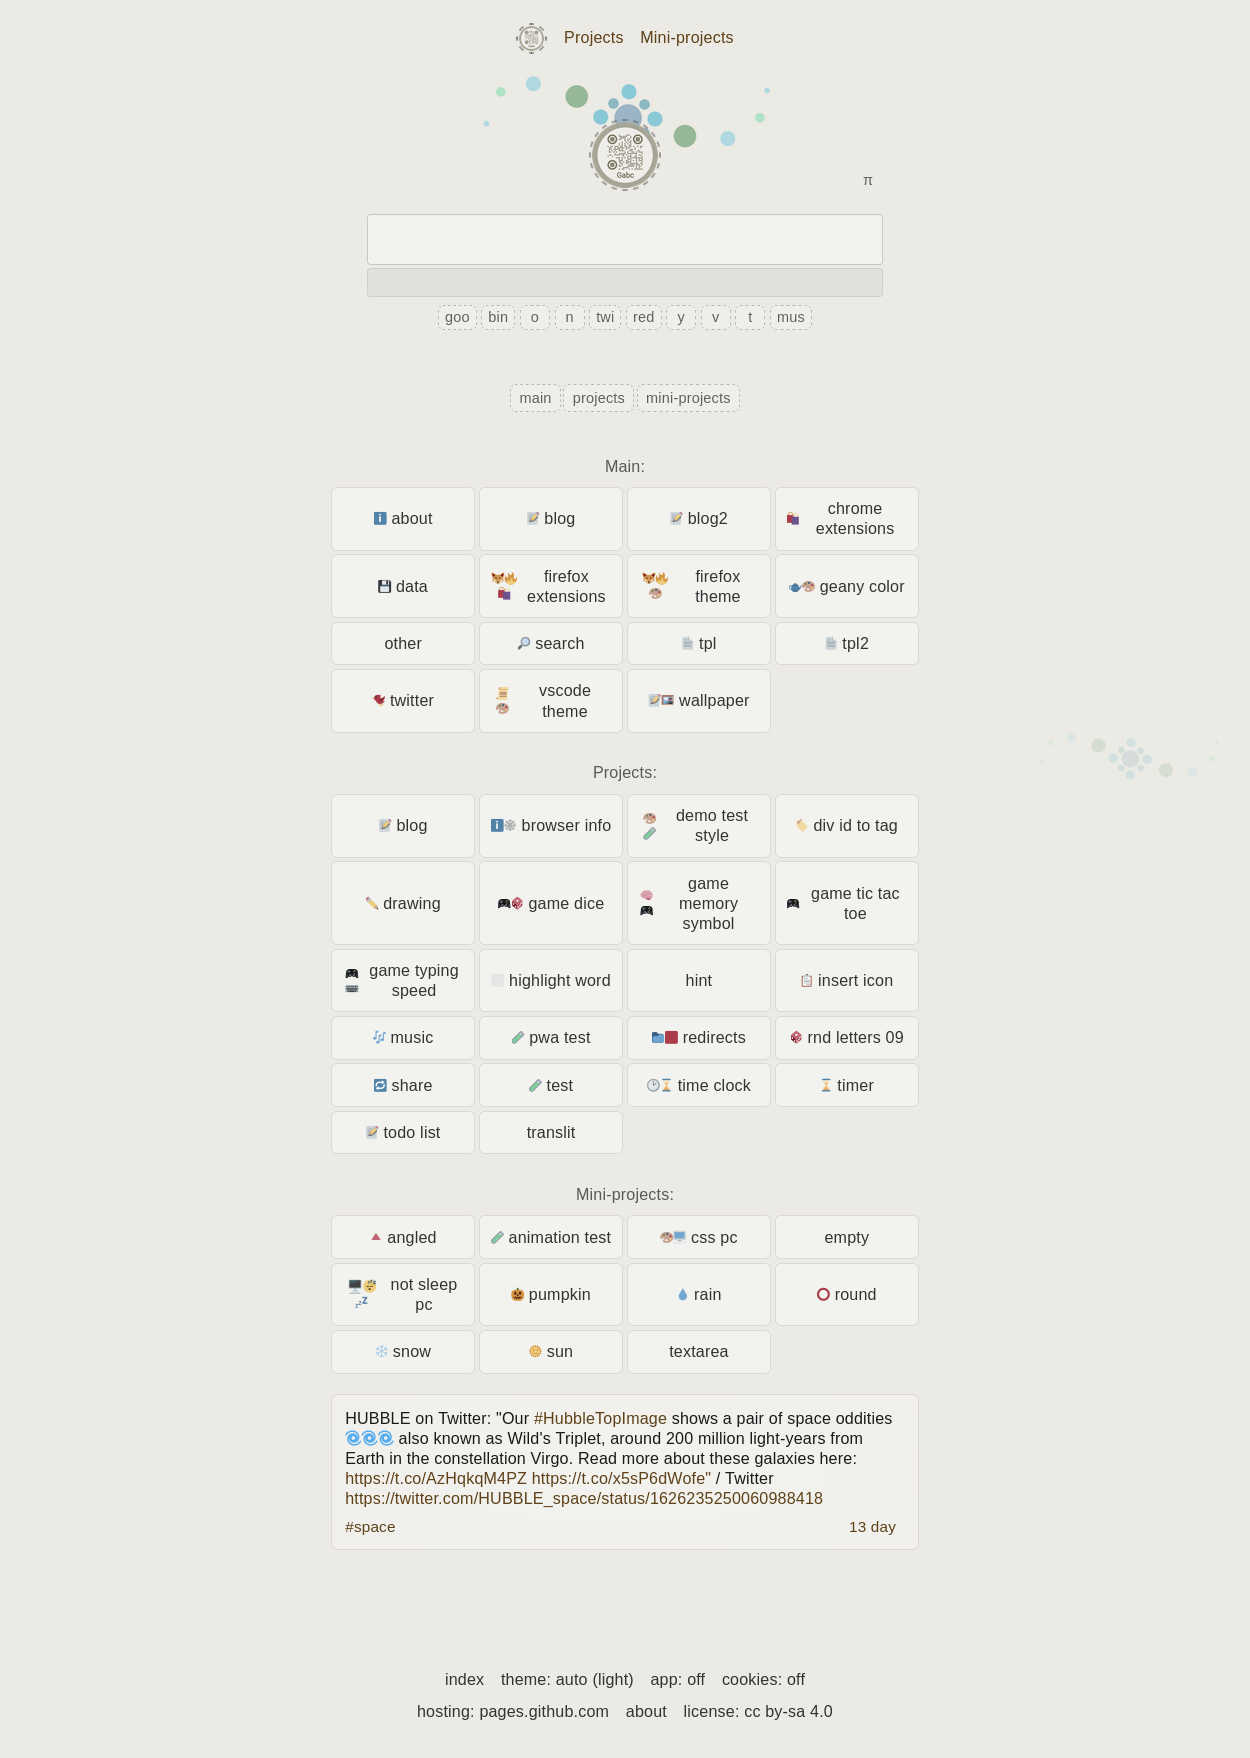 Projects Mini-projects
Gabc
π
goo bin o n twi red y v t mus
main projects mini-projects
Main:
about blog blog2 chrome extensions
data firefox extensions firefox theme geany color
other search tpl tpl2
twitter vscode theme wallpaper
Projects:
blog browser info demo test style div id to tag
drawing game dice game memory symbol game tic tac toe
game typing speed highlight word hint insert icon
music pwa test redirects rnd letters 09
share test time clock timer
todo list translit
Mini-projects:
angled animation test css pc empty
not sleep pc pumpkin rain round
snow sun textarea
HUBBLE on Twitter: "Our #HubbleTopImage shows a pair of space oddities
🌀🌀🌀 also known as Wild's Triplet, around 200 million light-years from
Earth in the constellation Virgo. Read more about these galaxies here:
https://t.co/AzHqkqM4PZ https://t.co/x5sP6dWofe" / Twitter
https://twitter.com/HUBBLE_space/status/1626235250060988418
#space 13 day
index theme: auto (light) app: off cookies: off
hosting: pages.github.com about license: cc by-sa 4.0